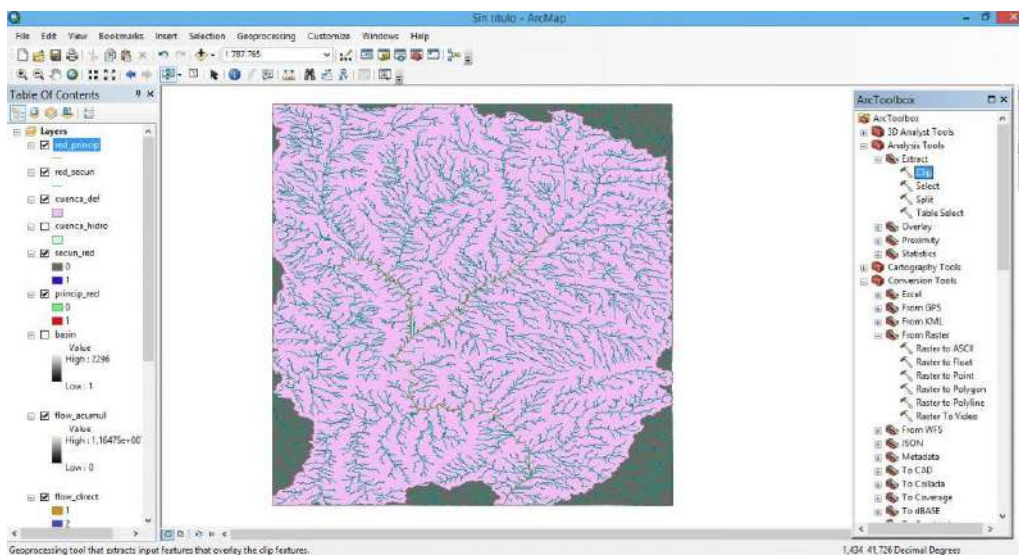 Sin título - ArcMap
File Edit View Bookmarks Insert Selection Geoprocessing Customize Windows Help
1:787.765
Table Of Contents
Layers
red_princip
red_secun
cuenca_def
cuenca_hidro
secun_red
0
1
princip_red
0
1
basin
Value
High : 2296
Low : 1
flow_acumul
Value
High : 1,16475e+00
Low : 0
flow_direct
1
2
ArcToolbox
ArcToolbox
3D Analyst Tools
Analysis Tools
Extract
Clip
Select
Split
Table Select
Overlay
Proximity
Statistics
Cartography Tools
Conversion Tools
Excel
From GPS
From KML
From Raster
Raster to ASCII
Raster to Float
Raster to Point
Raster to Polygon
Raster to Polyline
Raster To Video
From WFS
JSON
Metadata
To CAD
To Collada
To Coverage
To dBASE
Geoprocessing tool that extracts input features that overlay the clip features.
1,434 41,726 Decimal Degrees